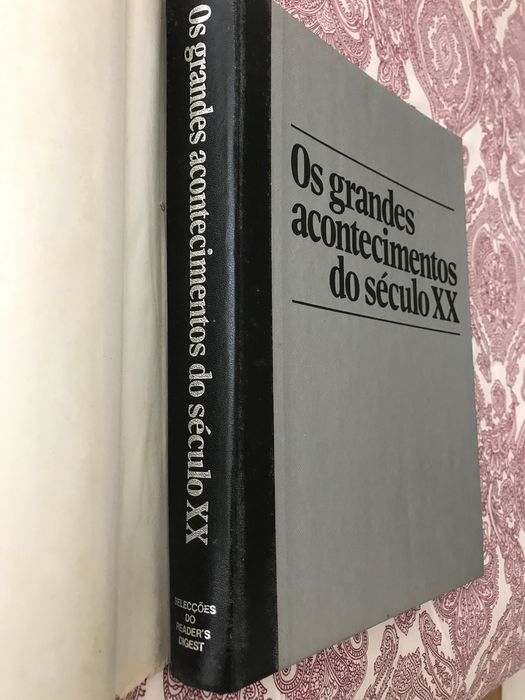 Os grandes acontecimentos do século XX
SELECÇÕES
DO
READER'S
DIGEST
Os grandes
acontecimentos
do século XX